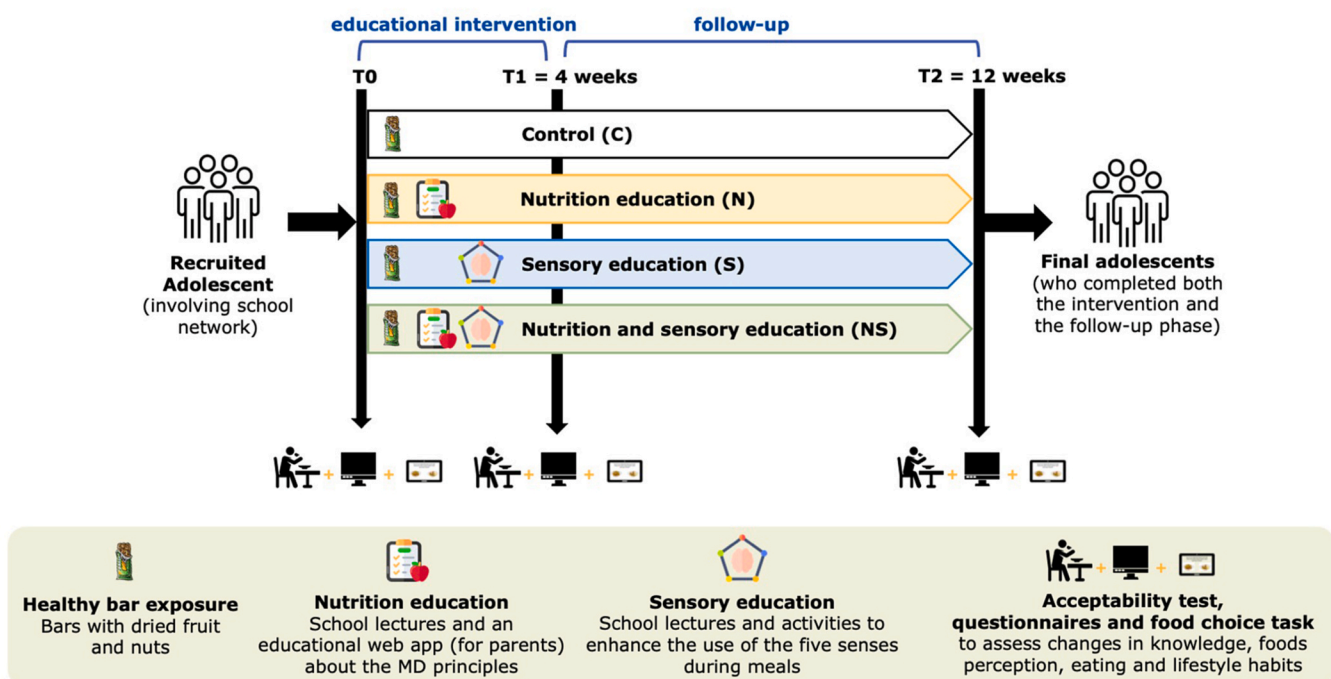 educational intervention
follow-up
T0
T1 = 4 weeks
T2 = 12 weeks
Control (C)
Nutrition education (N)
Sensory education (S)
Nutrition and sensory education (NS)
Recruited
Adolescent
(involving school
network)
Final adolescents
(who completed both
the intervention and
the follow-up phase)
+ +
+ +
+ +
Healthy bar exposure
Bars with dried fruit
and nuts
Nutrition education
School lectures and an
educational web app (for parents)
about the MD principles
Sensory education
School lectures and activities to
enhance the use of the five senses
during meals
+ +
Acceptability test,
questionnaires and food choice task
to assess changes in knowledge, foods
perception, eating and lifestyle habits